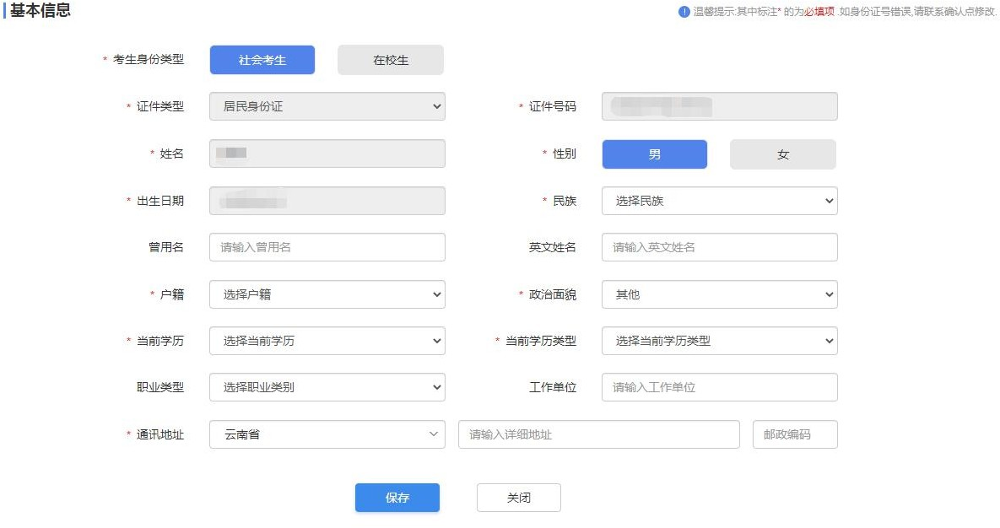 基本信息
温馨提示:其中标注* 的为必填项 .如身份证号错误,请联系确认点修改.
* 考生身份类型 社会考生 在校生
* 证件类型 居民身份证 * 证件号码
* 姓名 * 性别 男 女
* 出生日期 * 民族 选择民族
曾用名 请输入曾用名 英文姓名 请输入英文姓名
* 户籍 选择户籍 * 政治面貌 其他
* 当前学历 选择当前学历 * 当前学历类型 选择当前学历类型
职业类型 选择职业类别 工作单位 请输入工作单位
* 通讯地址 云南省 请输入详细地址 邮政编码
保存 关闭